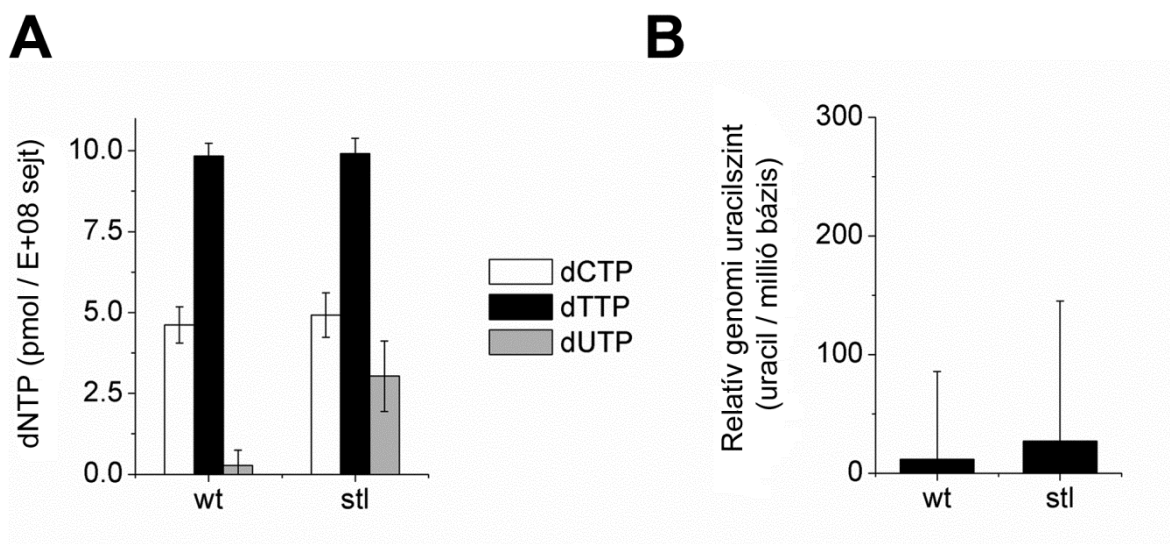 A
dNTP (pmol / E+08 sejt)
10.0
7.5
5.0
2.5
0.0
wt
stl
dCTP
dTTP
dUTP
B
Relatív genomi uracilszint
(uracil / millió bázis)
300
200
100
0
wt
stl